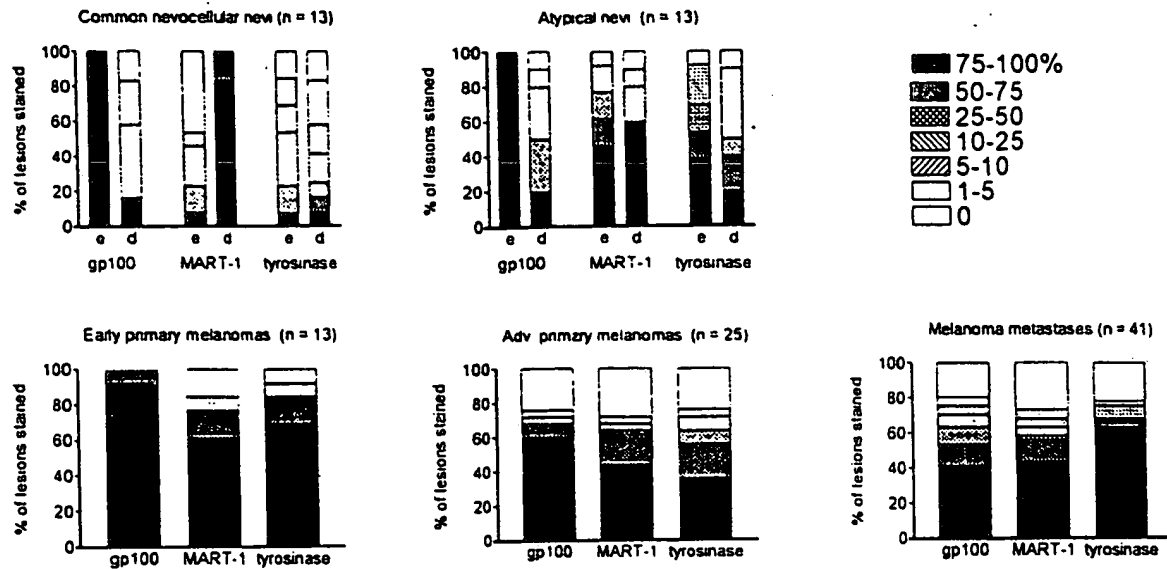 Common nevocellular nevi (n = 13)
% of lesions stained
100
80
60
40
20
0
e d e d e d
gp100 MART-1 tyrosinase
Atypical nevi (n = 13)
% of lesions stained
100
80
60
40
20
0
e d e d e d
gp100 MART-1 tyrosinase
75-100%
50-75
25-50
10-25
5-10
1-5
0
Early primary melanomas (n = 13)
% of lesions stained
100
80
60
40
20
0
gp100 MART-1 tyrosinase
Adv. primary melanomas (n = 25)
% of lesions stained
100
80
60
40
20
0
gp100 MART-1 tyrosinase
Melanoma metastases (n = 41)
% of lesions stained
100
80
60
40
20
0
gp100 MART-1 tyrosinase